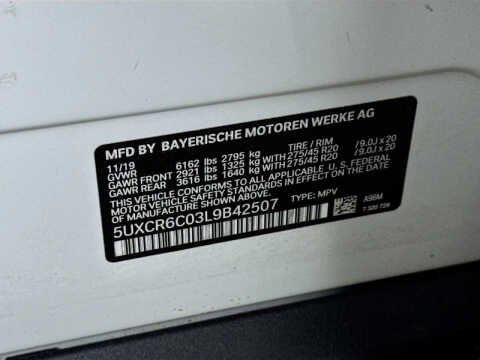 MFD BY BAYERISCHE MOTOREN WERKE AG
11/19 TIRE / RIM
GVWR 6162 lbs 2795 kg
GAWR FRONT 2921 lbs 1325 kg WITH 275/45 R20 / 9.0J x 20
GAWR REAR 3616 lbs 1640 kg WITH 275/45 R20 / 9.0J x 20
THIS VEHICLE CONFORMS TO ALL APPLICABLE U.S. FEDERAL
MOTOR VEHICLE SAFETY STANDARDS IN EFFECT ON THE DATE
OF MANUFACTURE SHOWN ABOVE.
5UXCR6C03L9B42507 TYPE: MPV A96M